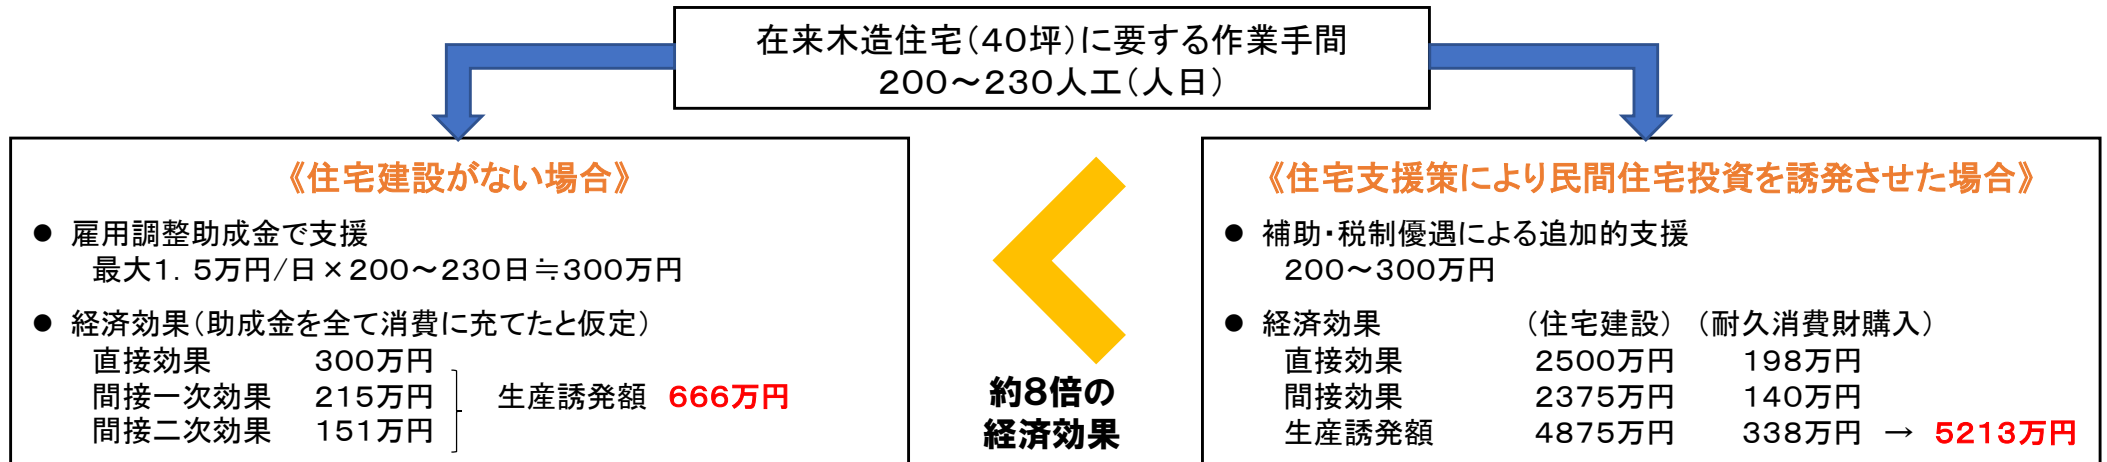 在来木造住宅(40坪)に要する作業手間
200~230人工(人日)
《住宅建設がない場合》
● 雇用調整助成金で支援
最大1.5万円/日×200~230日≒300万円
● 経済効果(助成金を全て消費に充てたと仮定)
直接効果 300万円
間接一次効果 215万円 生産誘発額 666万円
間接二次効果 151万円
約8倍の
経済効果
《住宅支援策により民間住宅投資を誘発させた場合》
● 補助・税制優遇による追加的支援
200~300万円
● 経済効果 (住宅建設) (耐久消費財購入)
直接効果 2500万円 198万円
間接効果 2375万円 140万円
生産誘発額 4875万円 338万円 → 5213万円